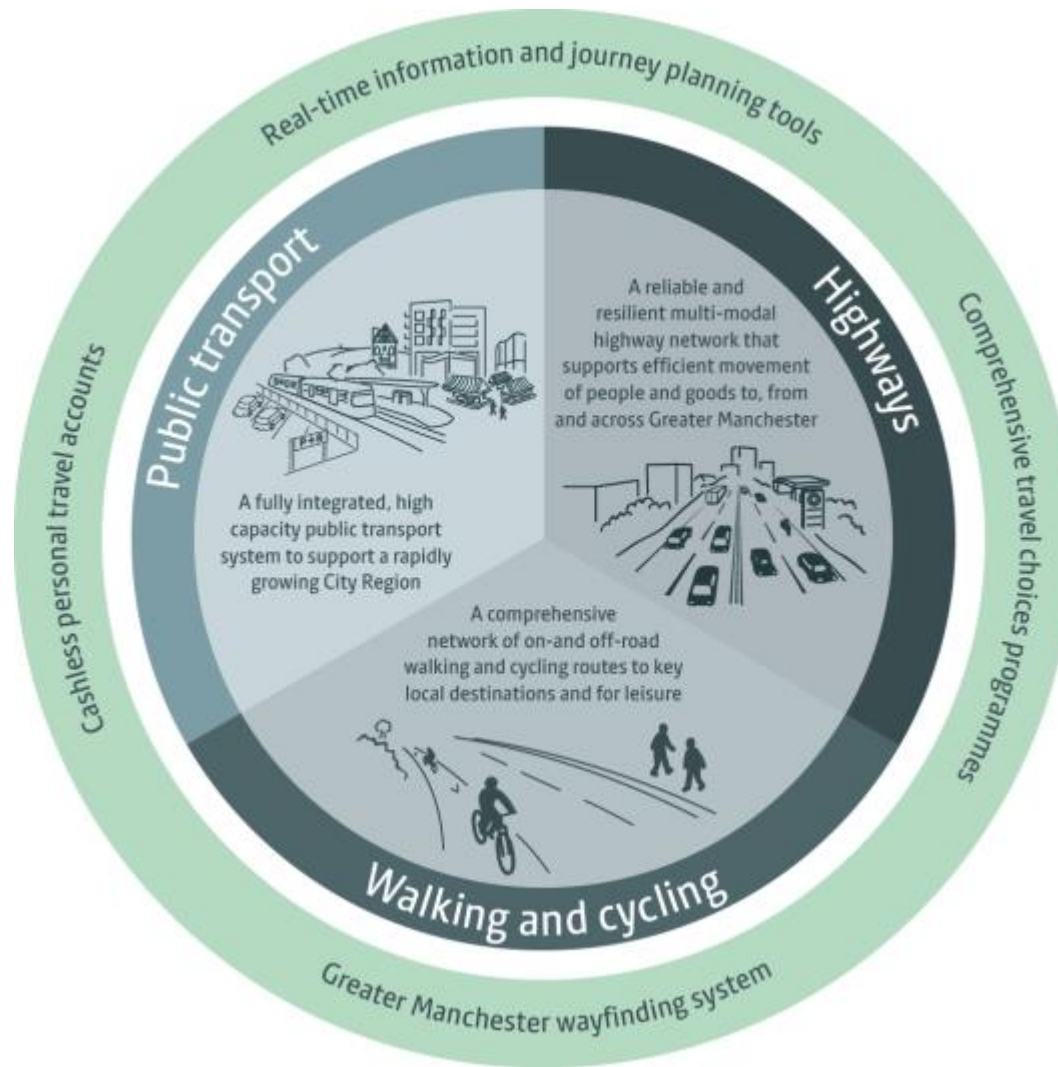 Real-time information and journey planning tools
Comprehensive travel choices programmes
Greater Manchester wayfinding system
Cashless personal travel accounts
Public transport
A fully integrated, high
capacity public transport
system to support a rapidly
growing City Region
Highways
A reliable and
resilient multi-modal
highway network that
supports efficient movement
of people and goods to, from
and across Greater Manchester
A comprehensive
network of on-and off-road
walking and cycling routes to key
local destinations and for leisure
Walking and cycling
P+R